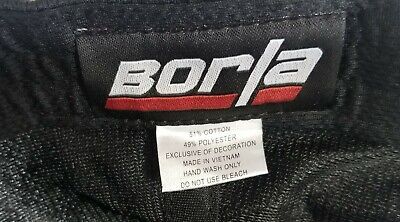 BORLA
51% COTTON
49% POLYESTER
EXCLUSIVE OF DECORATION
MADE IN VIETNAM
HAND WASH ONLY
DO NOT USE BLEACH